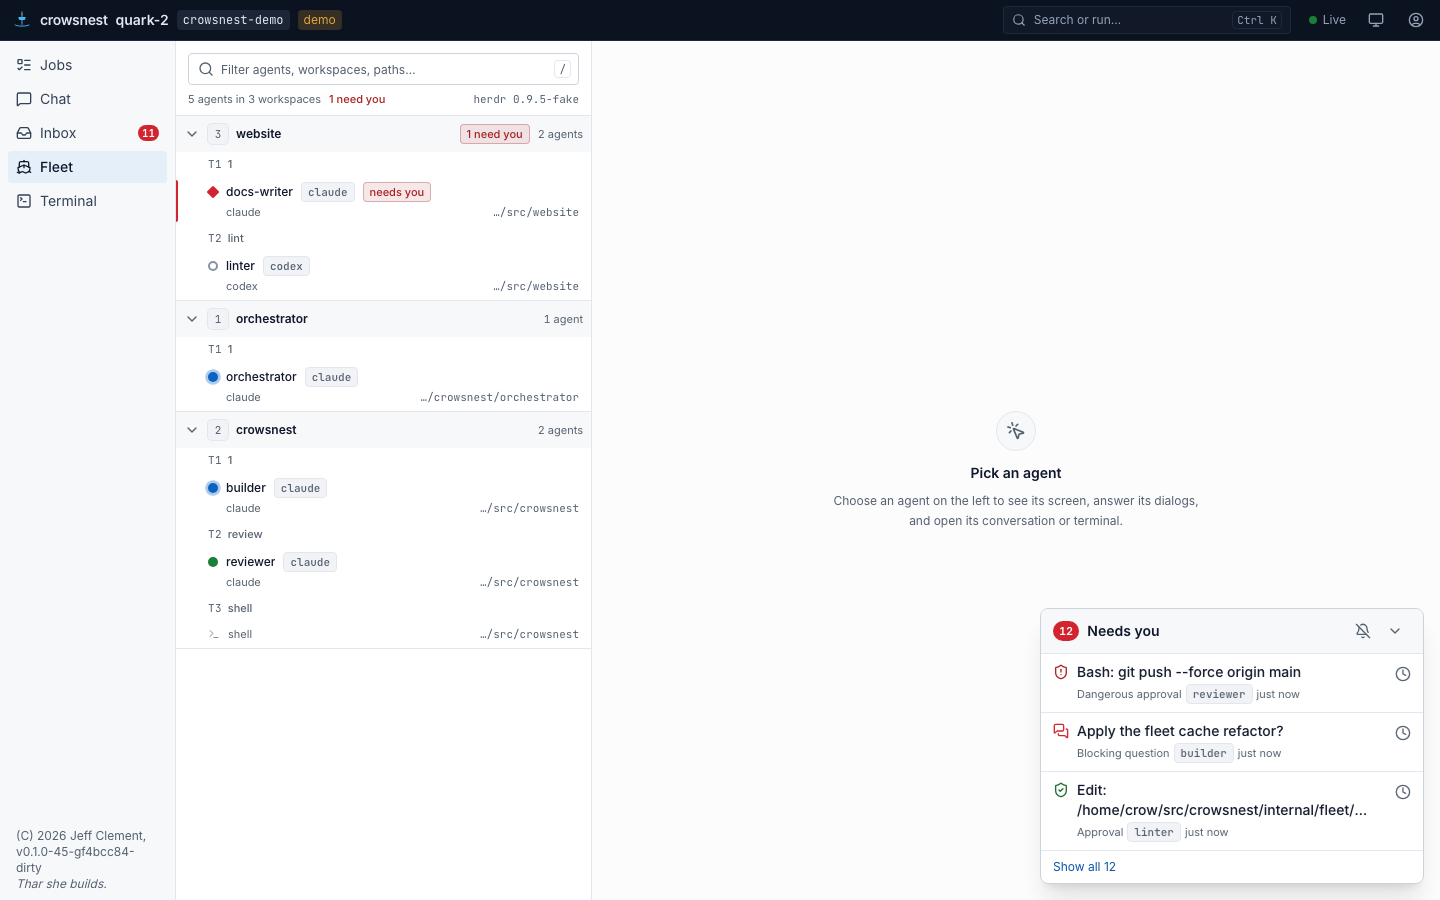 crowsnest quark-2 crowsnest-demo demo
Search or run... Ctrl K
Live
Jobs
Chat
Inbox 11
Fleet
Terminal
(C) 2026 Jeff Clement,
v0.1.0-45-gf4bcc84-
dirty
Thar she builds.
Filter agents, workspaces, paths... /
5 agents in 3 workspaces 1 need you herdr 0.9.5-fake
3 website 1 need you 2 agents
T1 1
docs-writer claude needs you
claude …/src/website
T2 lint
linter codex
codex …/src/website
1 orchestrator 1 agent
T1 1
orchestrator claude
claude …/crowsnest/orchestrator
2 crowsnest 2 agents
T1 1
builder claude
claude …/src/crowsnest
T2 review
reviewer claude
claude …/src/crowsnest
T3 shell
shell …/src/crowsnest
Pick an agent
Choose an agent on the left to see its screen, answer its dialogs,
and open its conversation or terminal.
12 Needs you
Bash: git push --force origin main
Dangerous approval reviewer just now
Apply the fleet cache refactor?
Blocking question builder just now
Edit:
/home/crow/src/crowsnest/internal/fleet/...
Approval linter just now
Show all 12